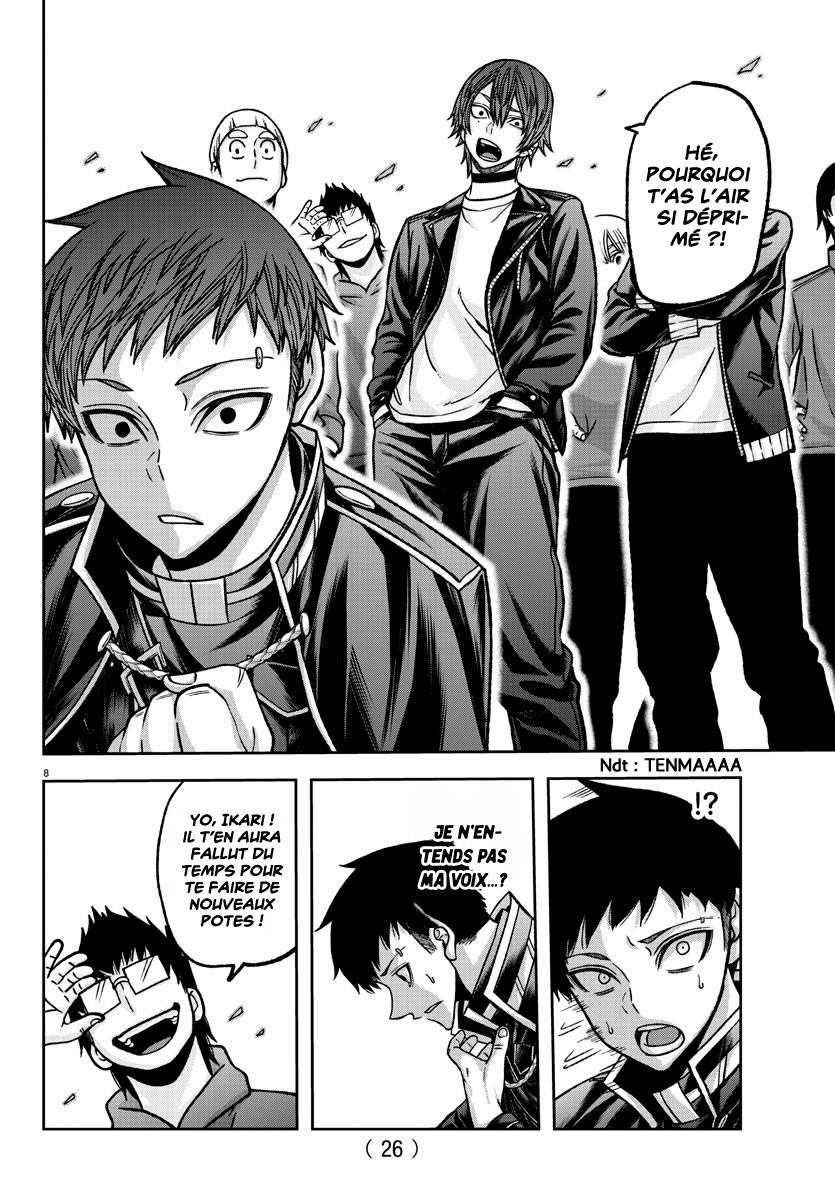 HÉ,
POURQUOI
T'AS L'AIR
SI DÉPRI-
MÉ ?!
Ndt : TENMAAAA
8
!?
JE N'EN-
TENDS PAS
MA VOIX...?
YO, IKARI !
IL T'EN AURA
FALLUT DU
TEMPS POUR
TE FAIRE DE
NOUVEAUX
POTES !
( 26 )